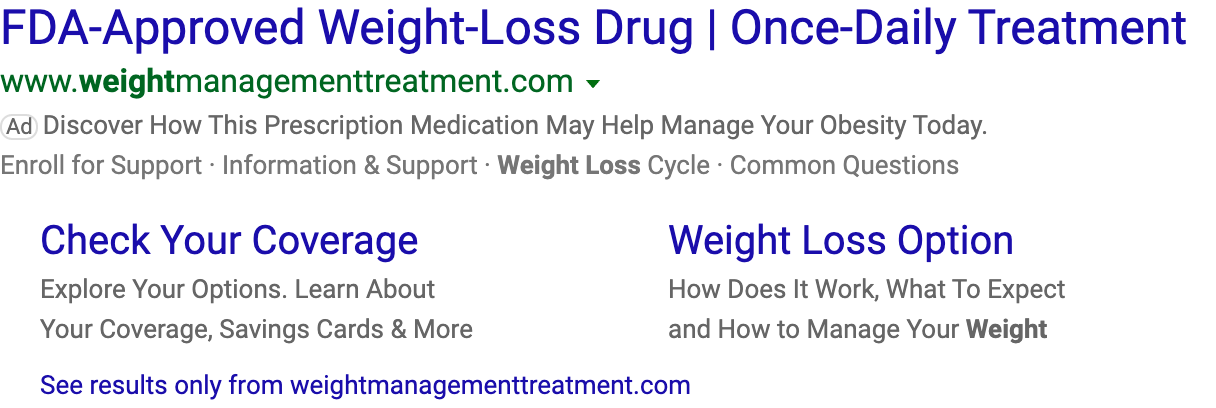 FDA-Approved Weight-Loss Drug | Once-Daily Treatment
www.weightmanagementtreatment.com
Ad Discover How This Prescription Medication May Help Manage Your Obesity Today.
Enroll for Support · Information & Support · Weight Loss Cycle · Common Questions
Check Your Coverage
Explore Your Options. Learn About
Your Coverage, Savings Cards & More
Weight Loss Option
How Does It Work, What To Expect
and How to Manage Your Weight
See results only from weightmanagementtreatment.com